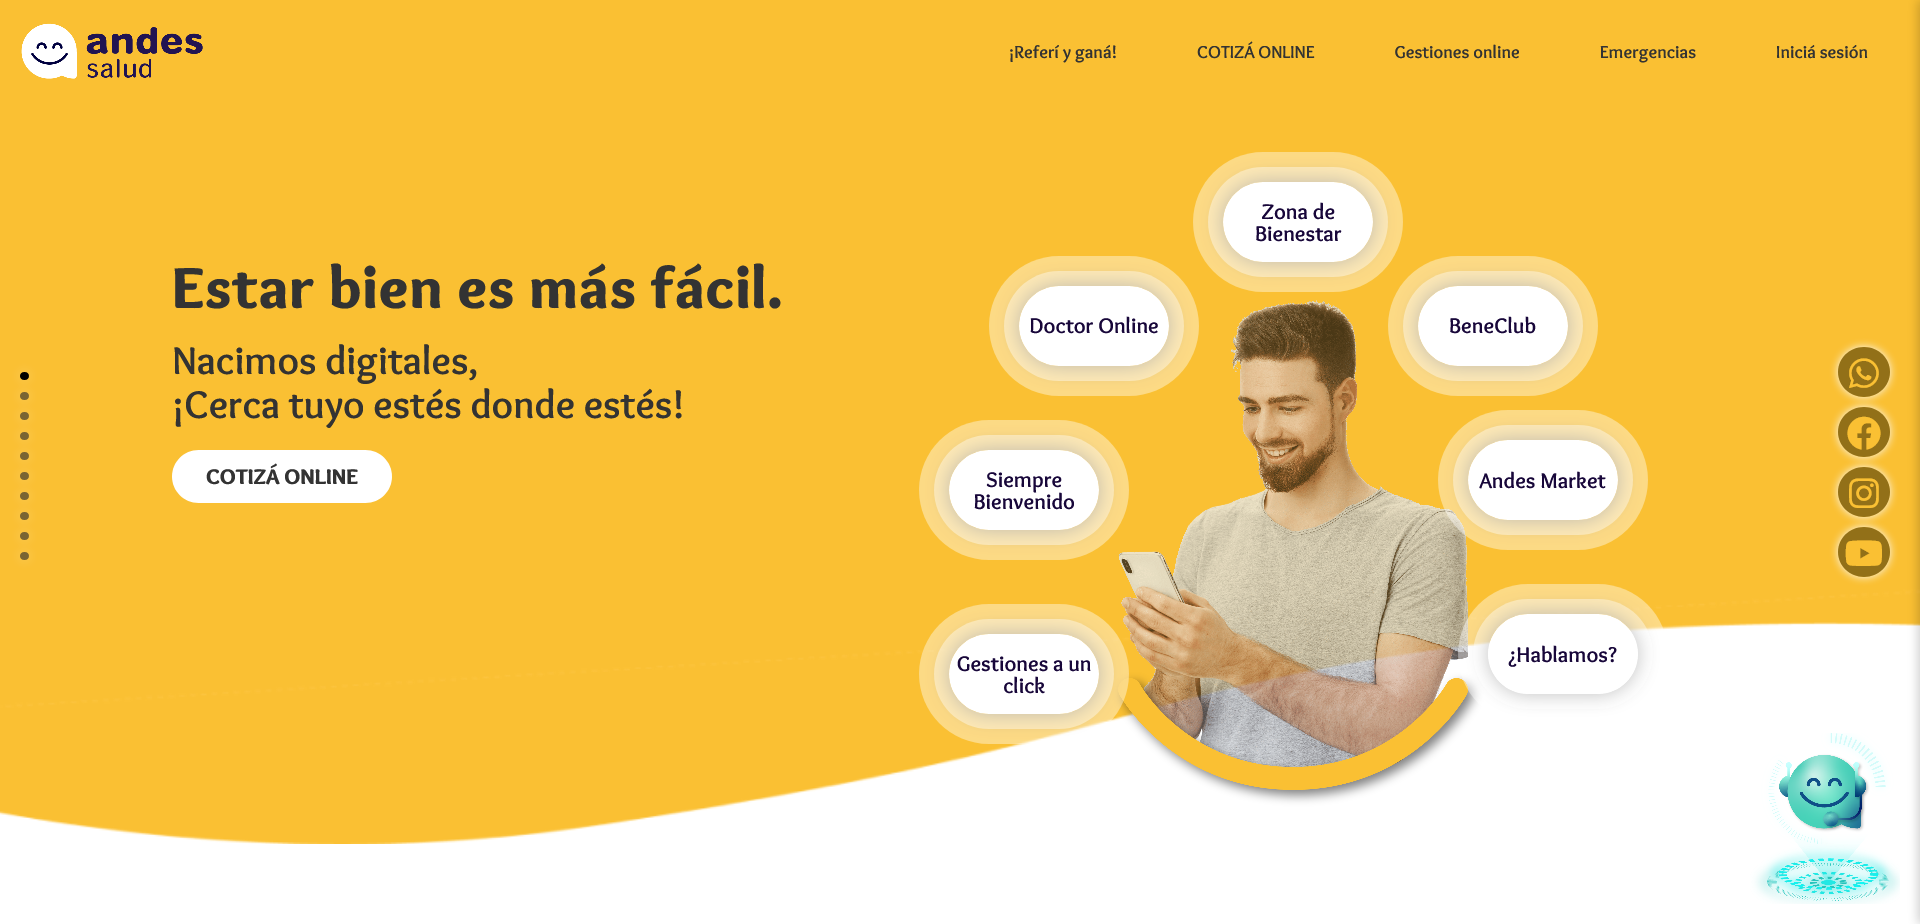 andes
salud
¡Referí y ganá!
COTIZÁ ONLINE
Gestiones online
Emergencias
Iniciá sesión
Estar bien es más fácil.
Nacimos digitales,
¡Cerca tuyo estés donde estés!
COTIZÁ ONLINE
Zona de
Bienestar
Doctor Online
BeneClub
Siempre
Bienvenido
Andes Market
Gestiones a un
click
¿Hablamos?